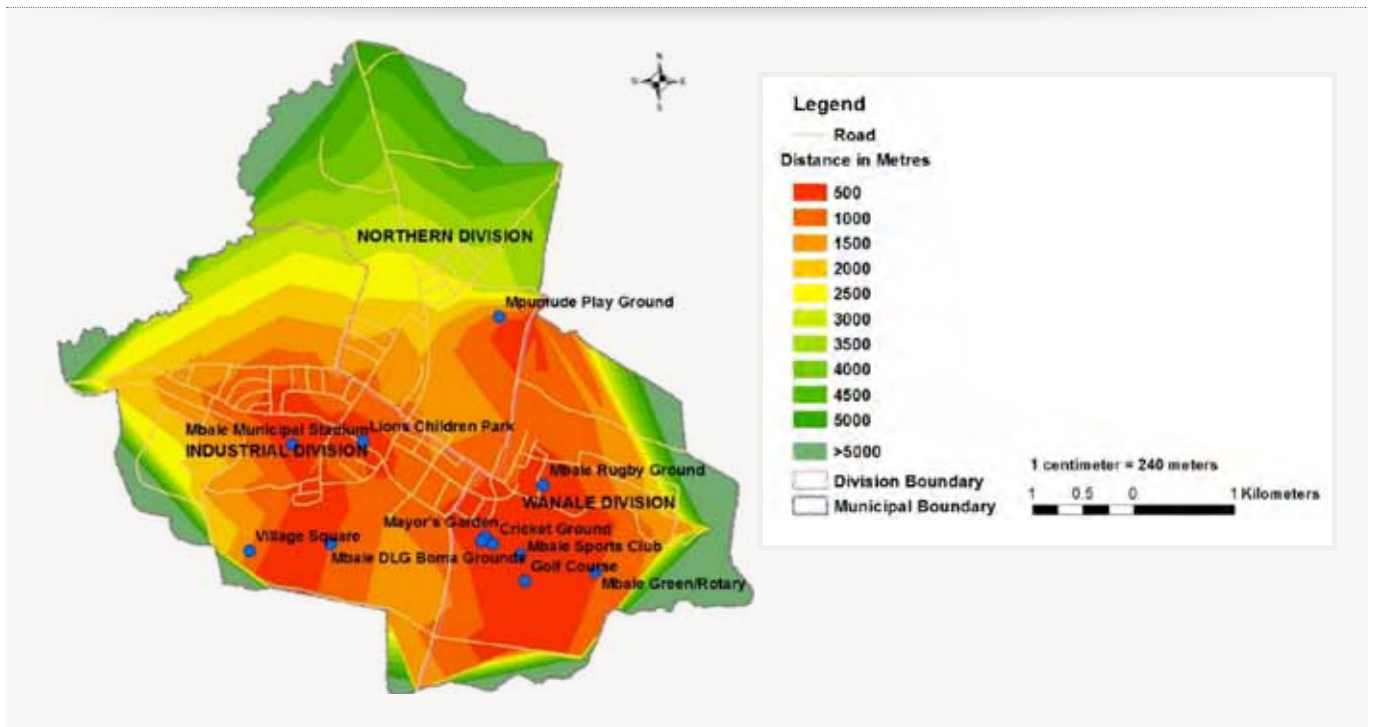 N
E
S
NORTHERN DIVISION
Mpumude Play Ground
Mbale Municipal Stadium
Lions Children Park
INDUSTRIAL DIVISION
Mbale Rugby Ground
WANALE DIVISION
Mayor's Garden
Cricket Ground
Village Square
Mbale DLG Boma Grounds
Mbale Sports Club
Golf Course
Mbale Green/Rotary
Legend
Road
Distance in Metres
500
1000
1500
2000
2500
3000
3500
4000
4500
5000
>5000
Division Boundary
Municipal Boundary
1 centimeter = 240 meters
1 0.5 0 1 Kilometers